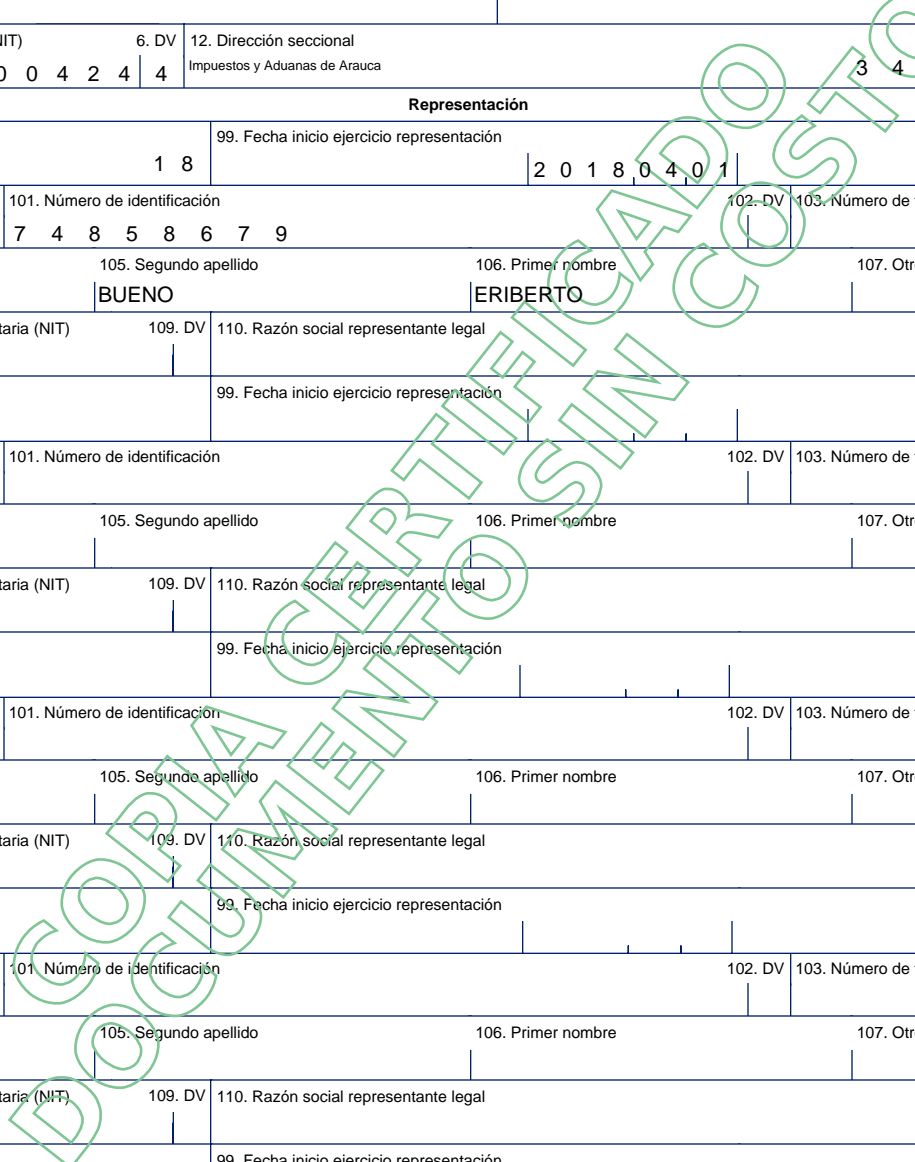 NIT) 6. DV 12. Dirección seccional
0 0 4 2 4 4 Impuestos y Aduanas de Arauca 3 4
Representación
99. Fecha inicio ejercicio representación
1 8 2 0 1 8 0 4 0 1
101. Número de identificación 102. DV 103. Número de
7 4 8 5 8 6 7 9
105. Segundo apellido 106. Primer nombre 107. Otr
BUENO ERIBERTO
taria (NIT) 109. DV 110. Razón social representante legal
99. Fecha inicio ejercicio representación
101. Número de identificación 102. DV 103. Número de
105. Segundo apellido 106. Primer nombre 107. Otr
taria (NIT) 109. DV 110. Razón social representante legal
99. Fecha inicio ejercicio representación
101. Número de identificación 102. DV 103. Número de
105. Segundo apellido 106. Primer nombre 107. Otr
taria (NIT) 109. DV 110. Razón social representante legal
99. Fecha inicio ejercicio representación
101. Número de identificación 102. DV 103. Número de
105. Segundo apellido 106. Primer nombre 107. Otr
taria (NIT) 109. DV 110. Razón social representante legal
99. Fecha inicio ejercicio representación
COPIA CERTIFICADO
DOCUMENTO SIN COSTO